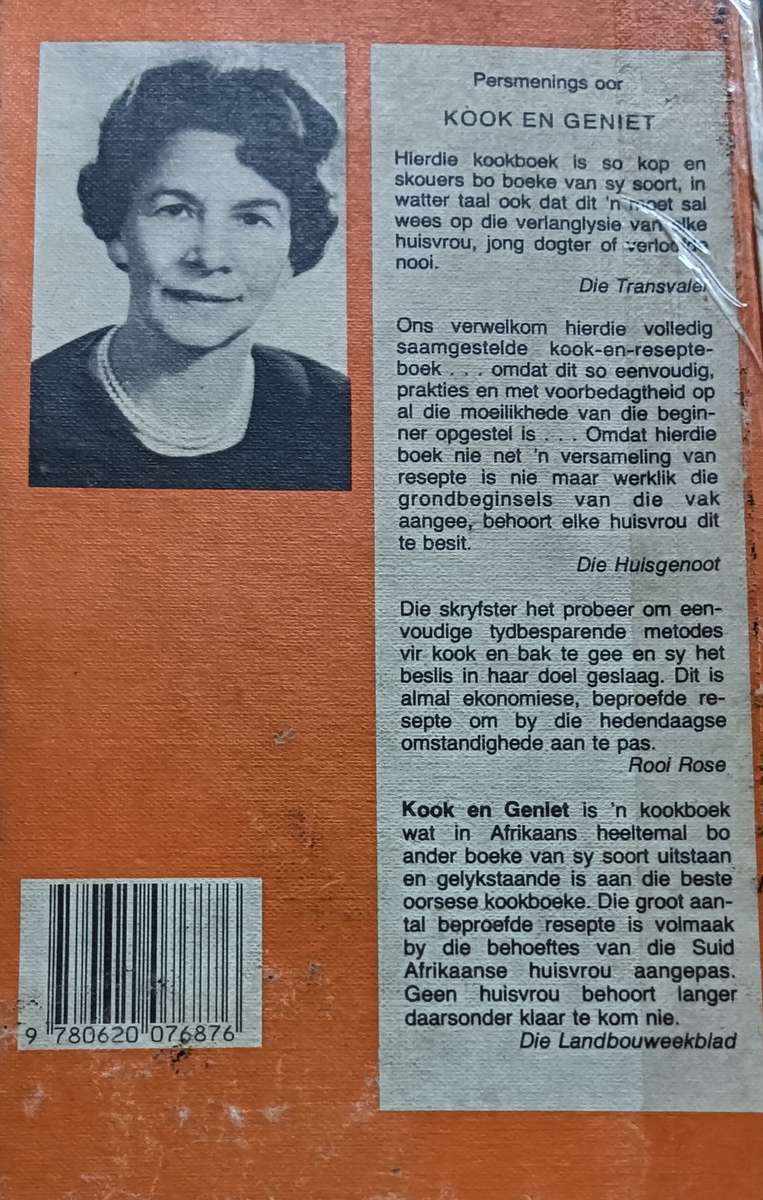 Persmenings oor
KOOK EN GENIET
Hierdie kookboek is so kop en
skouers bo boeke van sy soort, in
watter taal ook dat dit 'n moet sal
wees op die verlanglysie van elke
huisvrou, jong dogter of verloofde
nooi.
Die Transvaler
Ons verwelkom hierdie volledig
saamgestelde kook-en-resepte-
boek . . . omdat dit so eenvoudig,
prakties en met voorbedagtheid op
al die moeilikhede van die begin-
ner opgestel is . . . Omdat hierdie
boek nie net 'n versameling van
resepte is nie maar werklik die
grondbeginsels van die vak
aangee, behoort elke huisvrou dit
te besit.
Die Huisgenoot
Die skryfster het probeer om een-
voudige tydbesparende metodes
vir kook en bak te gee en sy het
beslis in haar doel geslaag. Dit is
almal ekonomiese, beproefde re-
septe om by die hedendaagse
omstandighede aan te pas.
Rooi Rose
Kook en Geniet is 'n kookboek
wat in Afrikaans heeltemal bo
ander boeke van sy soort uitstaan
en gelykstaande is aan die beste
oorsese kookboeke. Die groot aan-
tal beproefde resepte is volmaak
by die behoeftes van die Suid
Afrikaanse huisvrou aangepas.
Geen huisvrou behoort langer
daarsonder klaar te kom nie.
Die Landbouweekblad
9 780620 076876